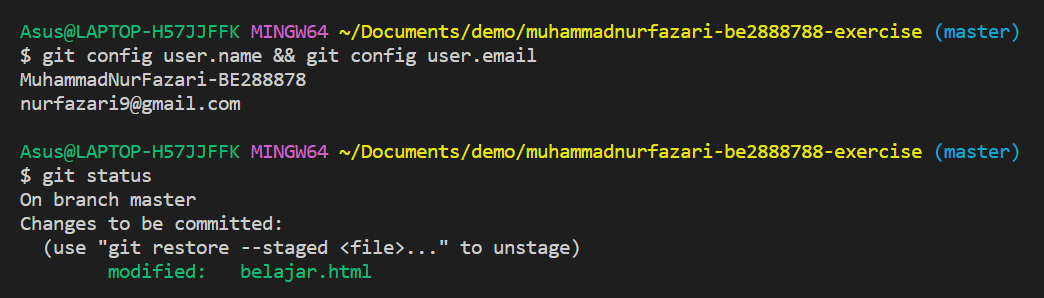 Asus@LAPTOP-H57JJFFK MINGW64 ~/Documents/demo/muhammadnurfazari-be2888788-exercise (master)
$ git config user.name && git config user.email
MuhammadNurFazari-BE288878
nurfazari9@gmail.com
Asus@LAPTOP-H57JJFFK MINGW64 ~/Documents/demo/muhammadnurfazari-be2888788-exercise (master)
$ git status
On branch master
Changes to be committed:
  (use "git restore --staged <file>..." to unstage)
        modified:   belajar.html